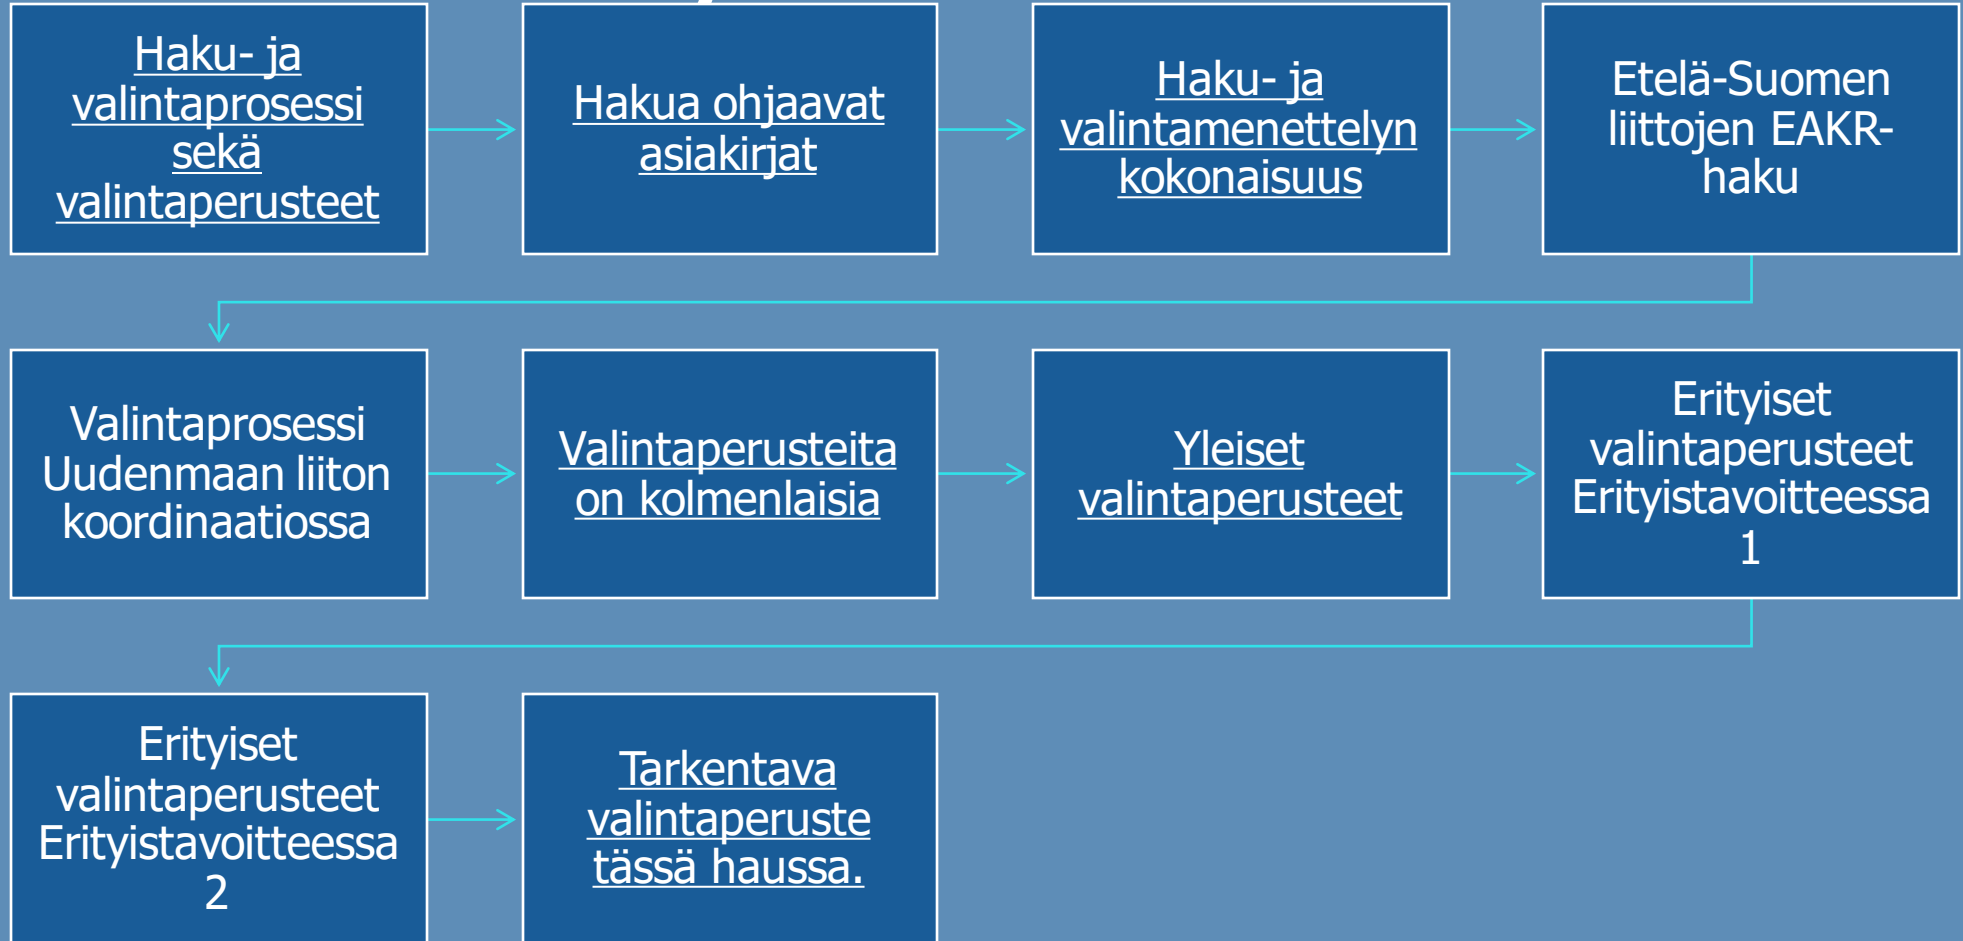 Haku- ja
valintaprosessi
sekä
valintaperusteet
Hakua ohjaavat
asiakirjat
Haku- ja
valintamenettelyn
kokonaisuus
Etelä-Suomen
liittojen EAKR-
haku
Valintaprosessi
Uudenmaan liiton
koordinaatiossa
Valintaperusteita
on kolmenlaisia
Yleiset
valintaperusteet
Erityiset
valintaperusteet
Erityistavoitteessa
1
Erityiset
valintaperusteet
Erityistavoitteessa
2
Tarkentava
valintaperuste
tässä haussa.